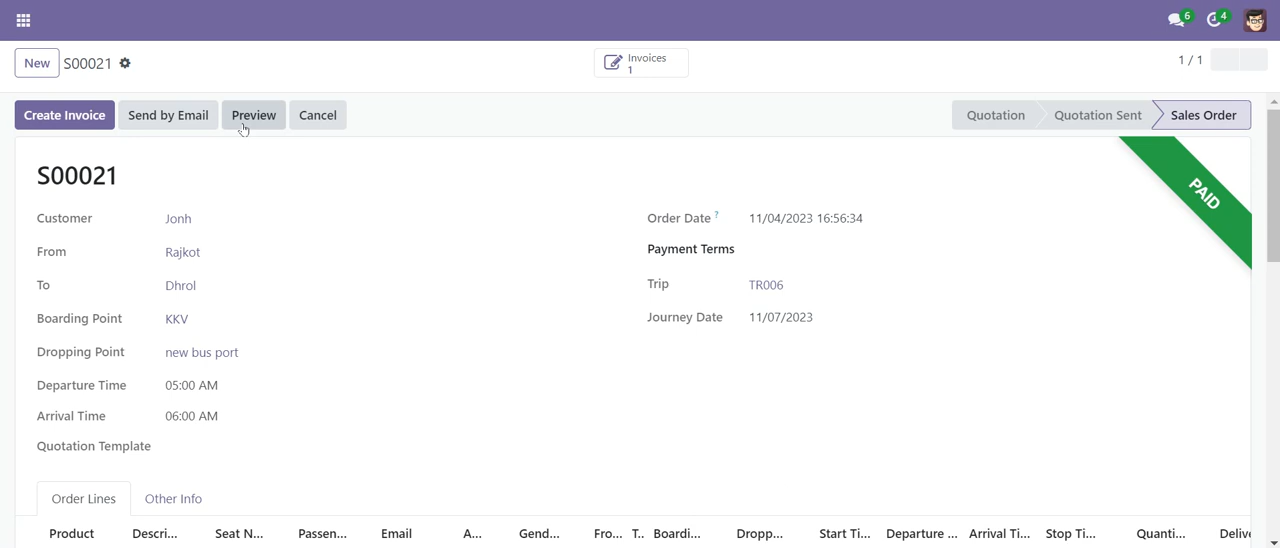 6 4
New S00021 Invoices 1 1 / 1
Create Invoice Send by Email Preview Cancel Quotation Quotation Sent Sales Order
PAID
S00021
Customer Jonh Order Date ? 11/04/2023 16:56:34
From Rajkot Payment Terms
To Dhrol Trip TR006
Boarding Point KKV Journey Date 11/07/2023
Dropping Point new bus port
Departure Time 05:00 AM
Arrival Time 06:00 AM
Quotation Template
Order Lines Other Info
Product Descri... Seat N... Passen... Email A... Gend... Fro... T.. Boardi... Dropp... Start Ti... Departure ... Arrival Ti... Stop Ti... Quanti... Delive